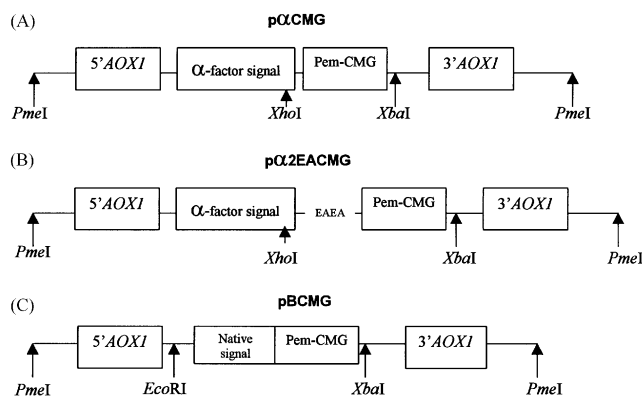 (A)
pαCMG
5'AOX1 α-factor signal Pem-CMG 3'AOX1
PmeI XhoI XbaI PmeI
(B)
pα2EACMG
5'AOX1 α-factor signal EAEA Pem-CMG 3'AOX1
PmeI XhoI XbaI PmeI
(C)
pBCMG
5'AOX1 Native signal Pem-CMG 3'AOX1
PmeI EcoRI XbaI PmeI